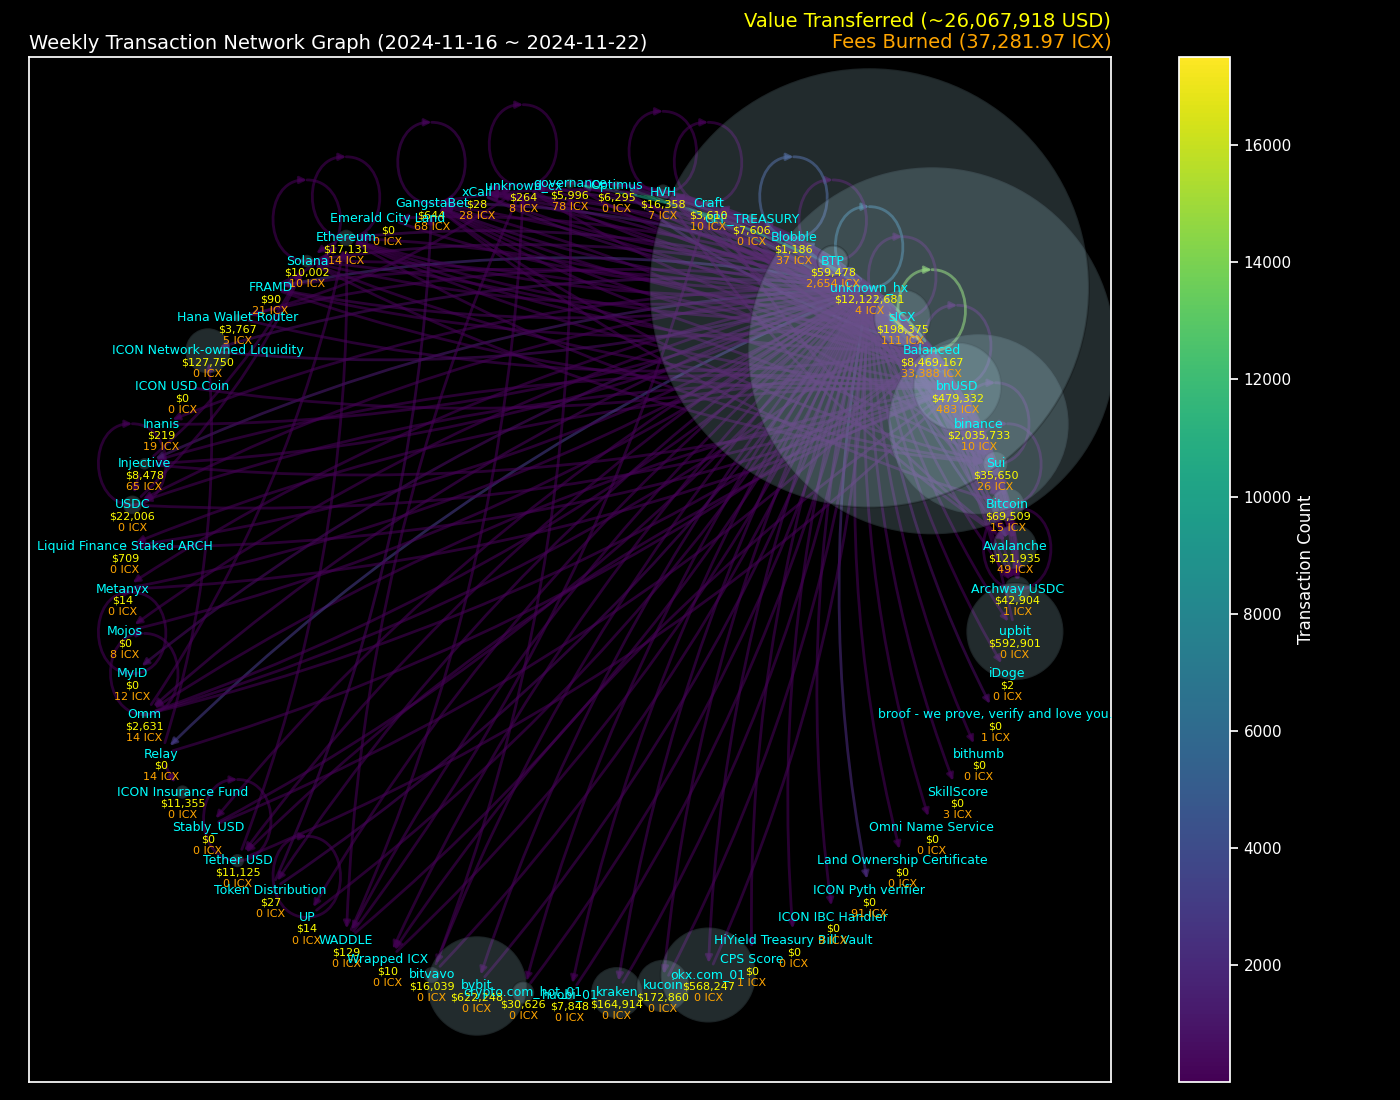 Value Transferred (~26,067,918 USD)
Weekly Transaction Network Graph (2024-11-16 ~ 2024-11-22)
Fees Burned (37,281.97 ICX)
unknown_cx
$264
8 ICX
governance
$5,996
78 ICX
Optimus
$6,295
0 ICX
HVH
$16,358
7 ICX
Craft
$3,610
10 ICX
TREASURY
$7,606
0 ICX
Blobble
$1,186
37 ICX
BTP
$59,478
2,654 ICX
unknown_hx
$12,122,681
4 ICX
sICX
$198,375
111 ICX
Balanced
$8,469,167
33,388 ICX
bnUSD
$479,332
483 ICX
binance
$2,035,733
10 ICX
Sui
$35,650
26 ICX
Bitcoin
$69,509
15 ICX
Avalanche
$121,935
49 ICX
Archway USDC
$42,904
1 ICX
upbit
$592,901
0 ICX
iDoge
$2
0 ICX
broof - we prove, verify and love you
$0
1 ICX
bithumb
$0
0 ICX
SkillScore
$0
3 ICX
Omni Name Service
$0
0 ICX
Land Ownership Certificate
$0
0 ICX
ICON Pyth verifier
$0
91 ICX
ICON IBC Handler
$0
ICX
HiYield Treasury Bill Vault
$0
0 ICX
CPS Score
$0
1 ICX
okx.com_01
$568,247
0 ICX
kucoin
$172,860
0 ICX
kraken
$164,914
0 ICX
$7,848
0 ICX
crypto.com_hot_01
$30,626
0 ICX
bybit
$622,248
0 ICX
bitvavo
$16,039
0 ICX
Wrapped ICX
$10
0 ICX
WADDLE
$129
0 ICX
UP
$14
0 ICX
Token Distribution
$27
0 ICX
Tether USD
$11,125
0 ICX
Stably_USD
$0
0 ICX
ICON Insurance Fund
$11,355
0 ICX
Relay
$0
14 ICX
Omm
$2,631
14 ICX
MyID
$0
12 ICX
Mojos
$0
8 ICX
Metanyx
$14
0 ICX
Liquid Finance Staked ARCH
$709
0 ICX
USDC
$22,006
0 ICX
Injective
$8,478
65 ICX
Inanis
$219
19 ICX
ICON USD Coin
$0
0 ICX
ICON Network-owned Liquidity
$127,750
0 ICX
Hana Wallet Router
$3,767
5 ICX
FRAMD
$90
21 ICX
Solana
$10,002
10 ICX
Ethereum
$17,131
14 ICX
Emerald City Land
$0
0 ICX
GangstaBet
$644
68 ICX
xCall
$28
28 ICX
16000
14000
12000
10000
8000
6000
4000
2000
Transaction Count